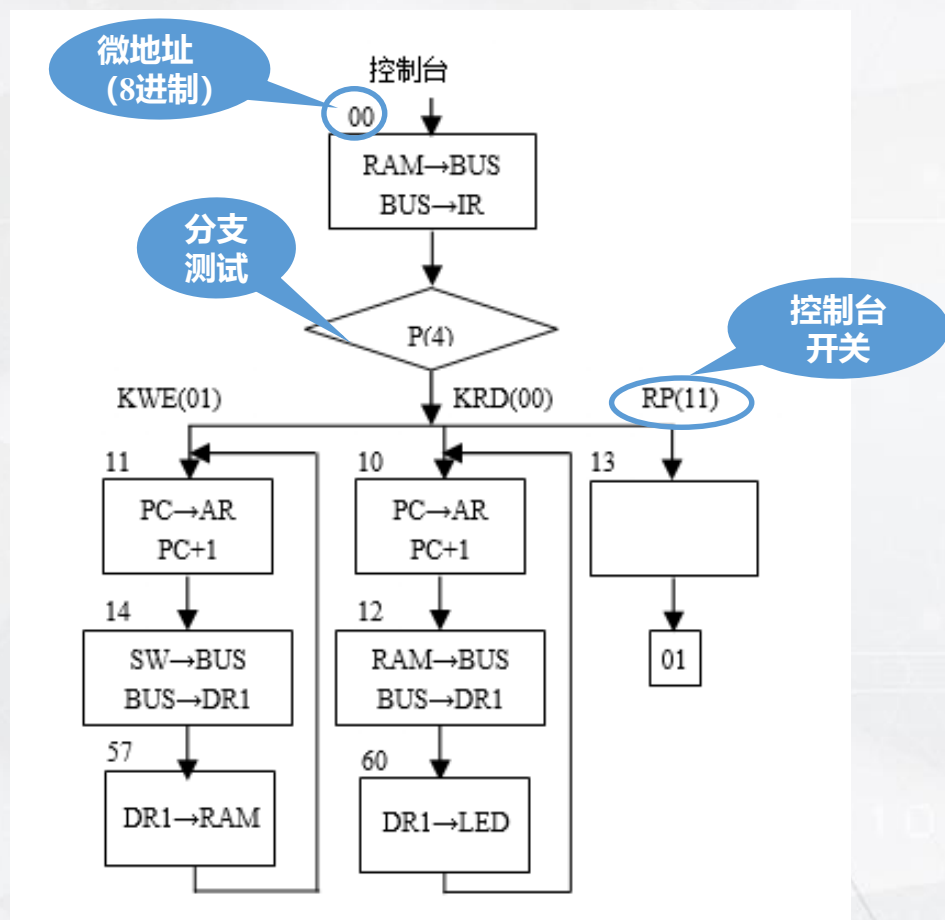 微地址
(8进制)
控制台
00
RAM→BUS
BUS→IR
分支
测试
P(4)
控制台
开关
KWE(01)
KRD(00)
RP(11)
11
PC→AR
PC+1
10
PC→AR
PC+1
13
14
SW→BUS
BUS→DR1
12
RAM→BUS
BUS→DR1
01
57
DR1→RAM
60
DR1→LED